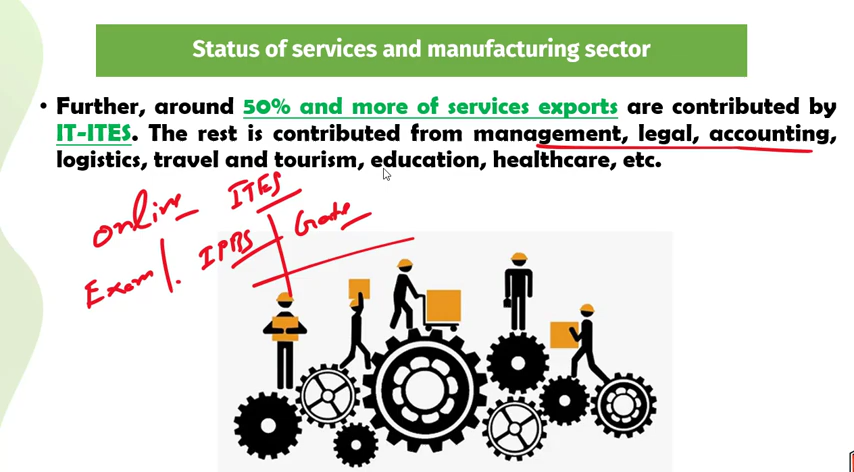 Status of services and manufacturing sector
• Further, around 50% and more of services exports are contributed by
IT-ITES. The rest is contributed from management, legal, accounting,
logistics, travel and tourism, education, healthcare, etc.
Online ITES
Exam IPBS